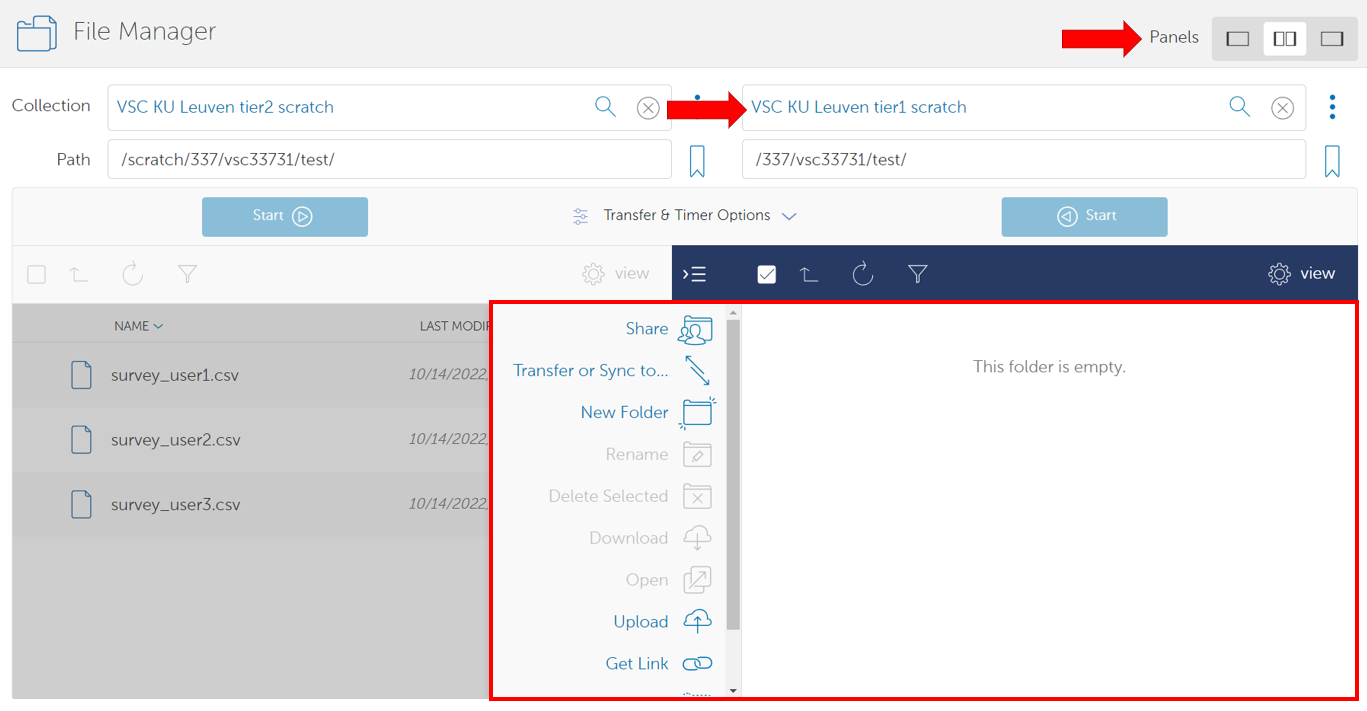 File Manager
Panels
Collection
VSC KU Leuven tier2 scratch
VSC KU Leuven tier1 scratch
Path
/scratch/337/vsc33731/test/
/337/vsc33731/test/
Start
Transfer & Timer Options
Start
view
view
NAME
LAST MODIF
survey_user1.csv
10/14/2022,
survey_user2.csv
10/14/2022,
survey_user3.csv
10/14/2022,
Share
Transfer or Sync to...
New Folder
Rename
Delete Selected
Download
Open
Upload
Get Link
This folder is empty.